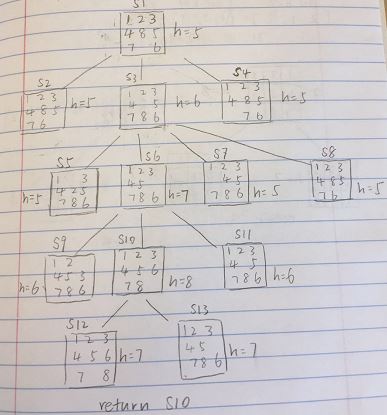 S1
1 2 3
4 8 5
7 6
h=5
S2
1 2 3
4 8 5
7 6
h=5
S3
1 2 3
4 5
7 8 6
h=6
S4
1 2 3
4 8 5
7 6
h=5
S5
1 3
4 2 5
7 8 6
h=5
S6
1 2 3
4 5
7 8 6
h=7
S7
1 2 3
4 5
7 8 6
h=5
S8
1 2 3
4 8 5
7 6
h=5
S9
1 2
4 5 3
7 8 6
h=6
S10
1 2 3
4 5 6
7 8
h=8
S11
1 2 3
4 5
7 8 6
h=6
S12
1 2 3
4 5 6
7 8
h=7
S13
1 2 3
4 5
7 8 6
h=7
return S10